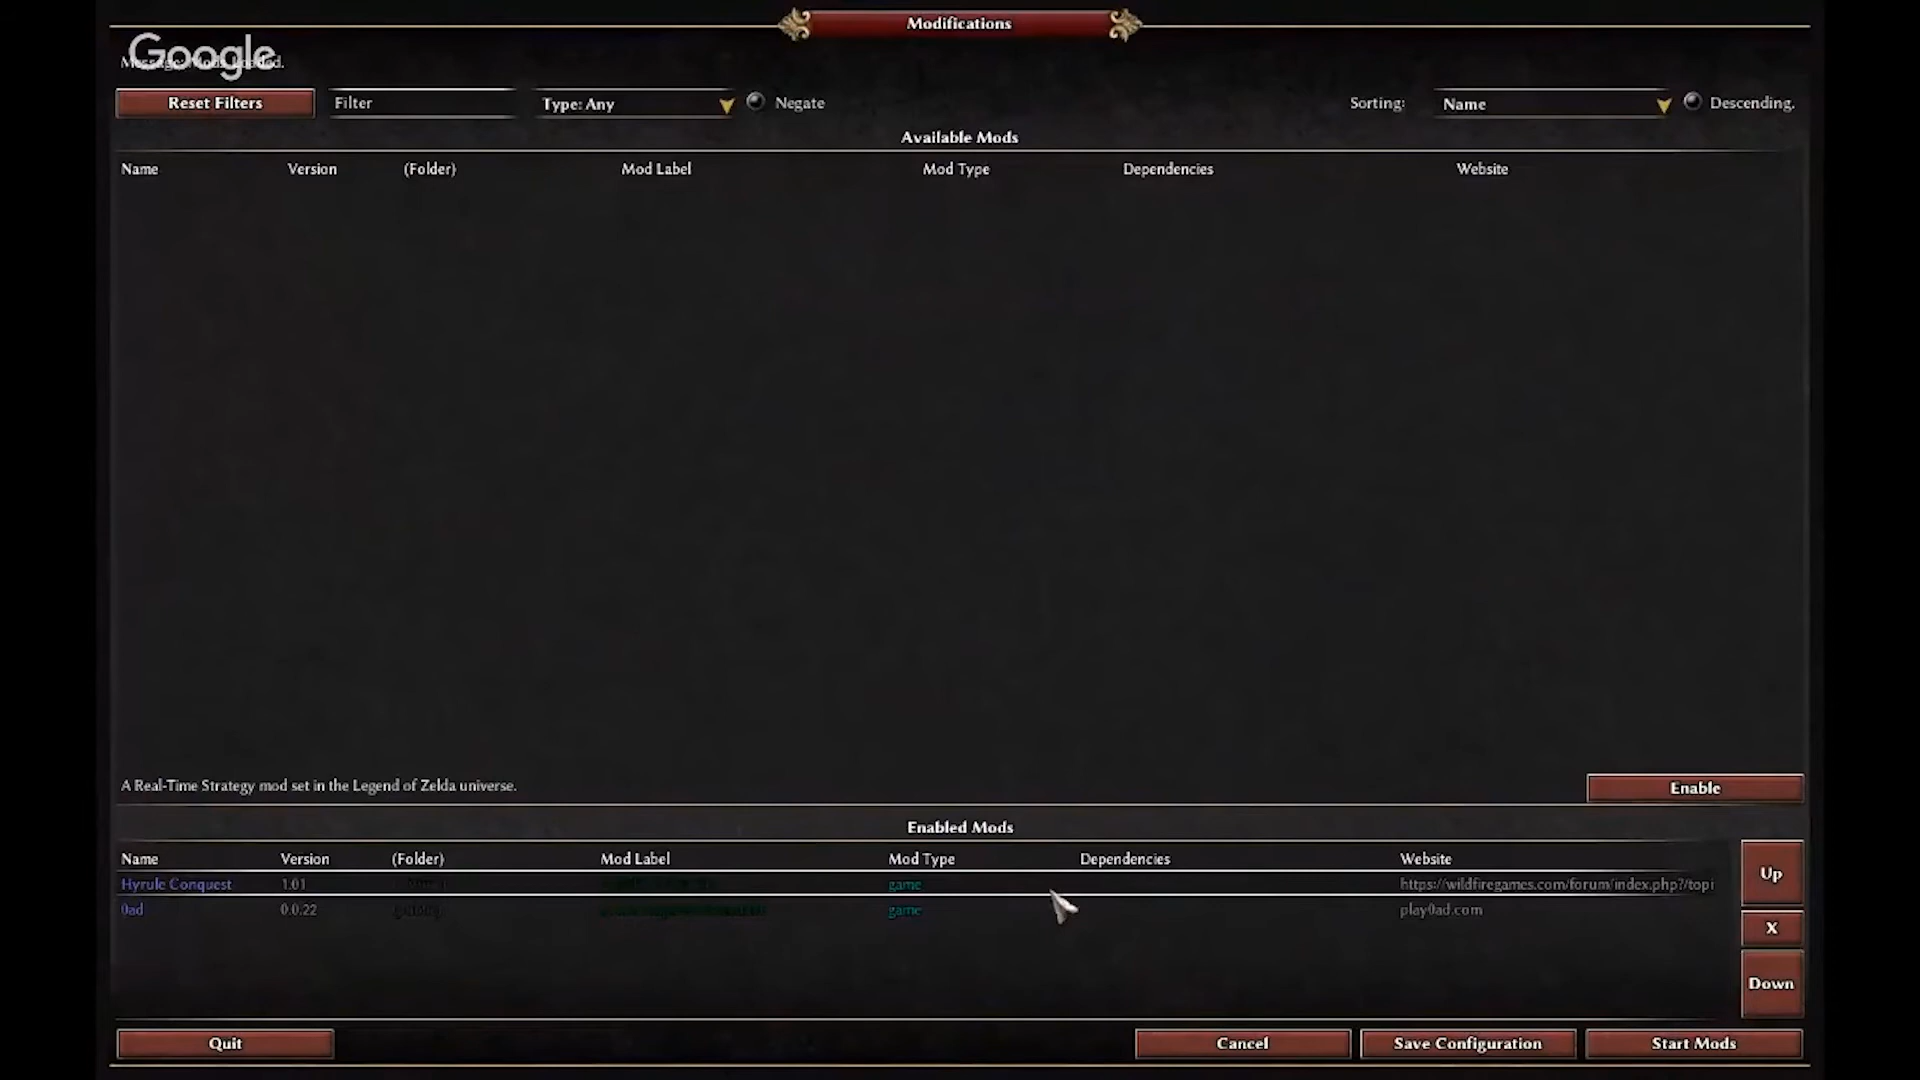 Modifications
Google
Message: Mods Loaded.
Reset Filters Filter Type: Any Negate Sorting: Name Descending.
Available Mods
Name Version (Folder) Mod Label Mod Type Dependencies Website
A Real-Time Strategy mod set in the Legend of Zelda universe.
Enable
Enabled Mods
Name Version (Folder) Mod Label Mod Type Dependencies Website
Up
Hyrule Conquest 1.01 game https://wildfiregames.com/forum/index.php?/topi
0ad 0.0.22 game play0ad.com
X
Down
Quit Cancel Save Configuration Start Mods